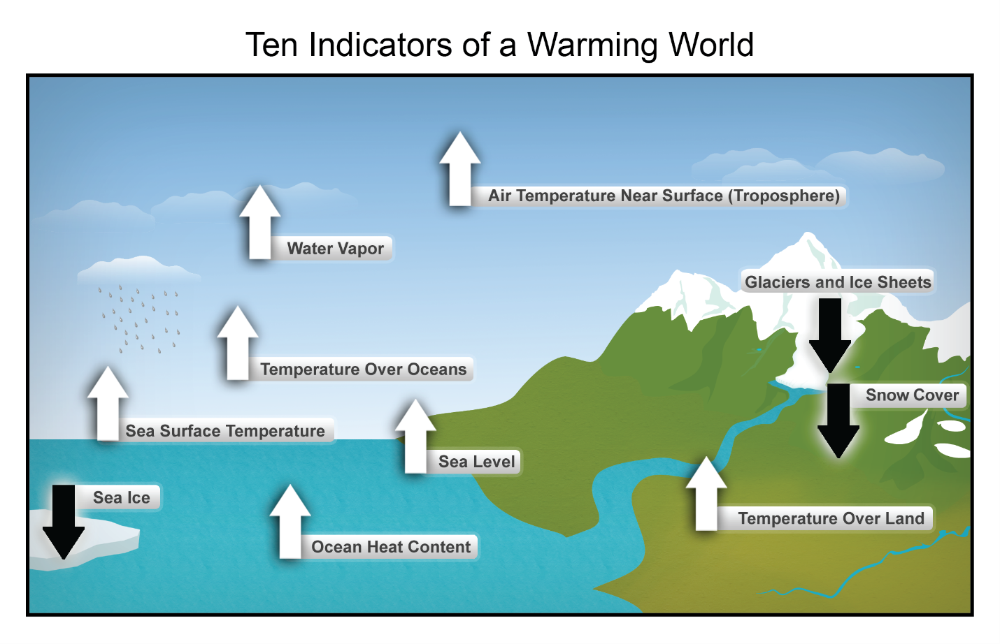 Ten Indicators of a Warming World
Air Temperature Near Surface (Troposphere)
Water Vapor
Glaciers and Ice Sheets
Temperature Over Oceans
Snow Cover
Sea Surface Temperature
Sea Level
Sea Ice
Temperature Over Land
Ocean Heat Content